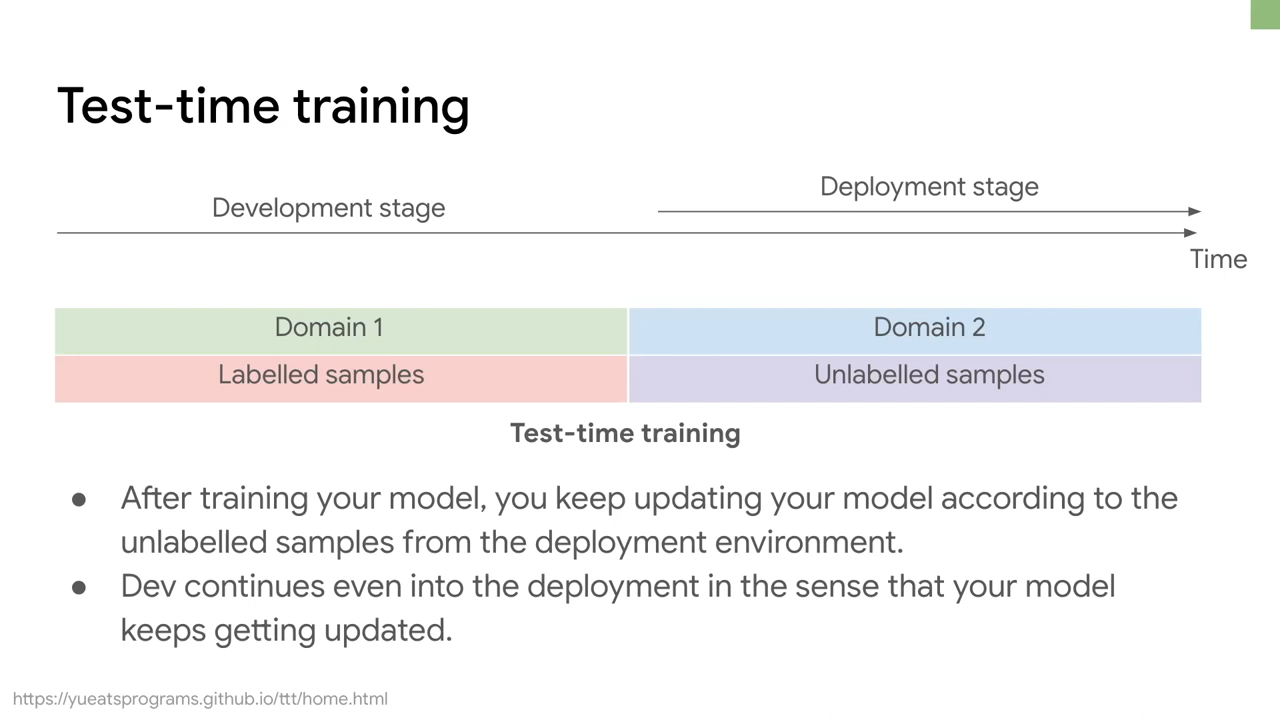 Test-time training
Deployment stage
Development stage
Time
Domain 1
Domain 2
Labelled samples
Unlabelled samples
Test-time training
● After training your model, you keep updating your model according to the
unlabelled samples from the deployment environment.
● Dev continues even into the deployment in the sense that your model
keeps getting updated.
https://yueatsprograms.github.io/ttt/home.html